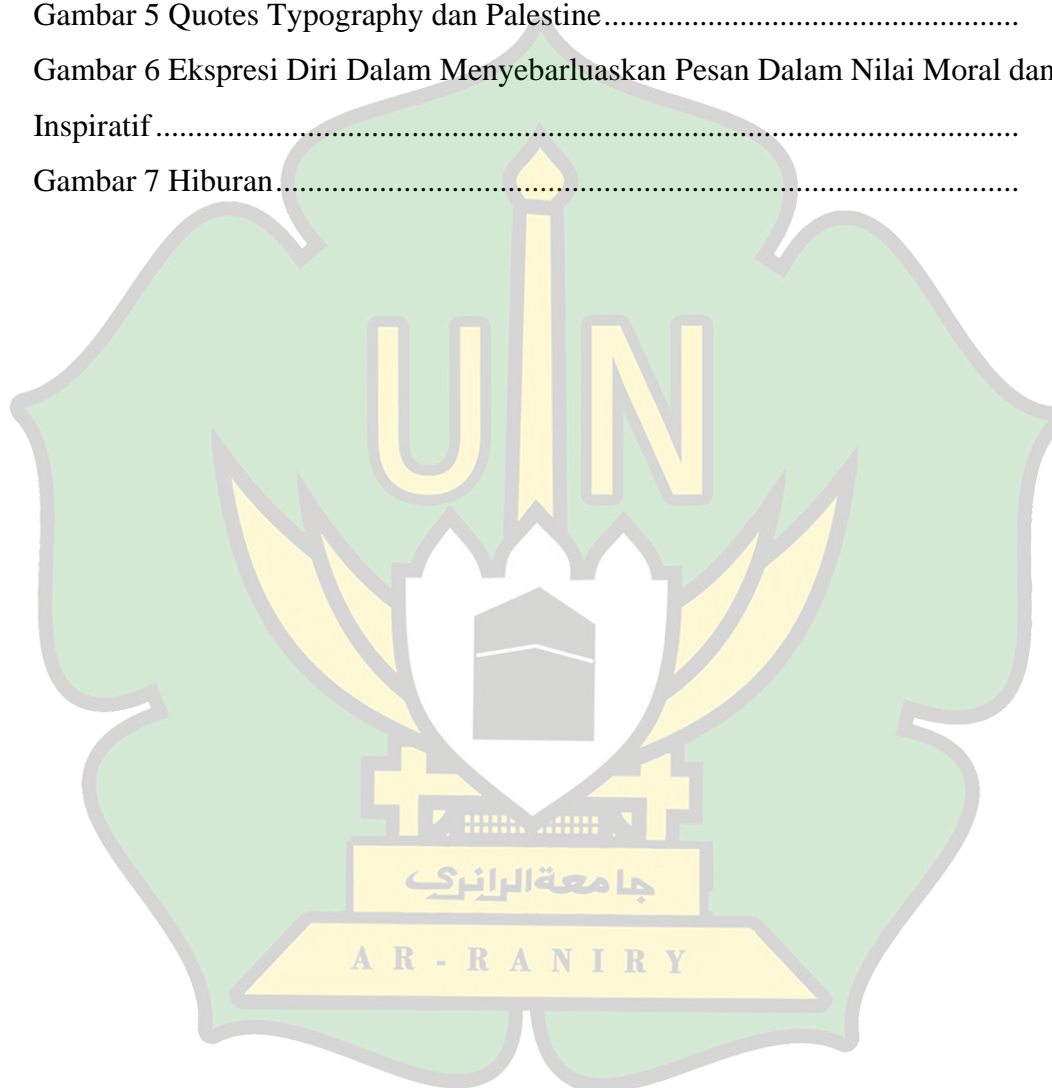 Gambar 5 Quotes Typography dan Palestine....................................................
Gambar 6 Ekspresi Diri Dalam Menyebarluaskan Pesan Dalam Nilai Moral dan
Inspiratif............................................................................................................
Gambar 7 Hiburan.............................................................................................
U N
جامعة الرانري
AR-RANIRY